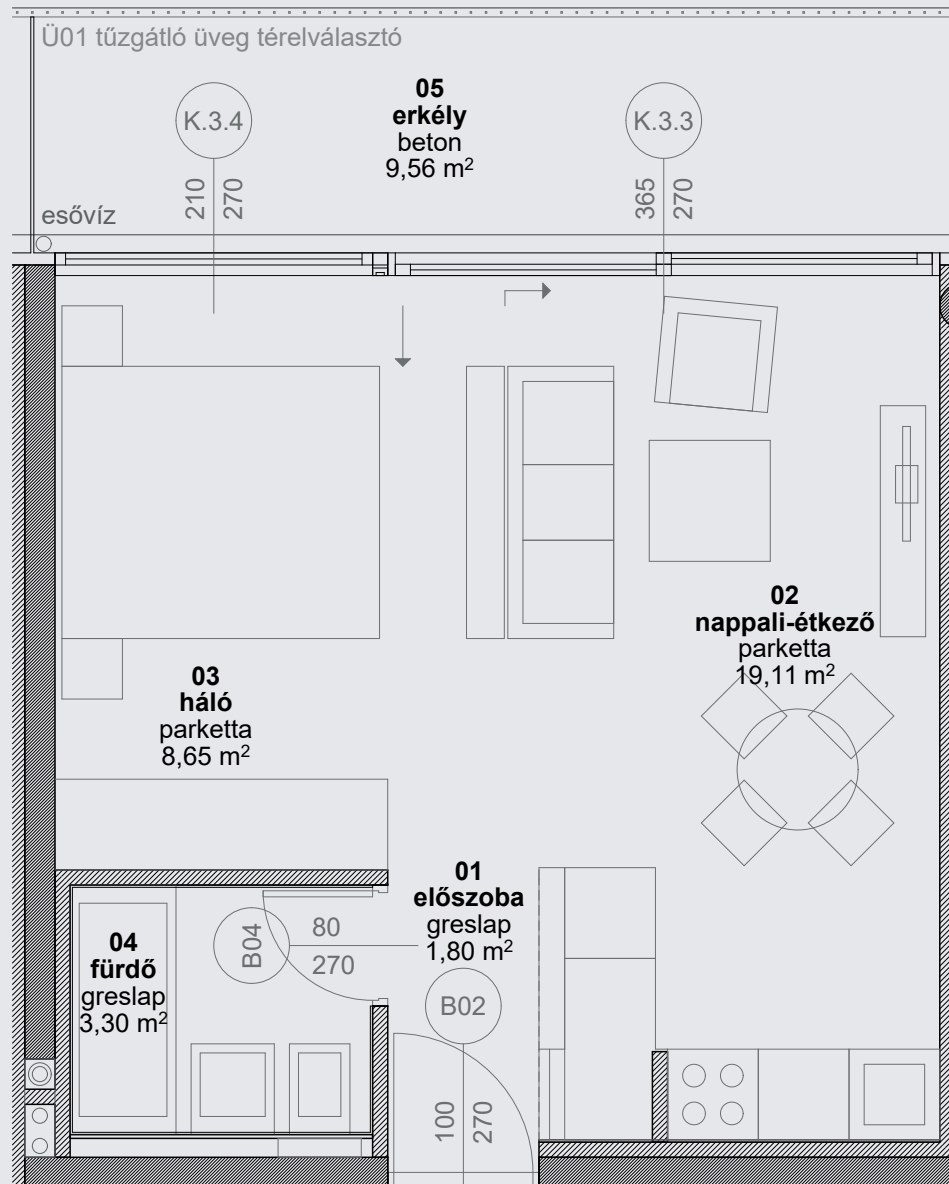 Ü01 tűzgátló üveg térelválasztó
05
erkély
beton
9,56 m²
K.3.4
210
270
K.3.3
365
270
esővíz
02
nappali-étkező
parketta
19,11 m²
03
háló
parketta
8,65 m²
01
előszoba
greslap
1,80 m²
04
fürdő
greslap
3,30 m²
B04
80
270
B02
100
270